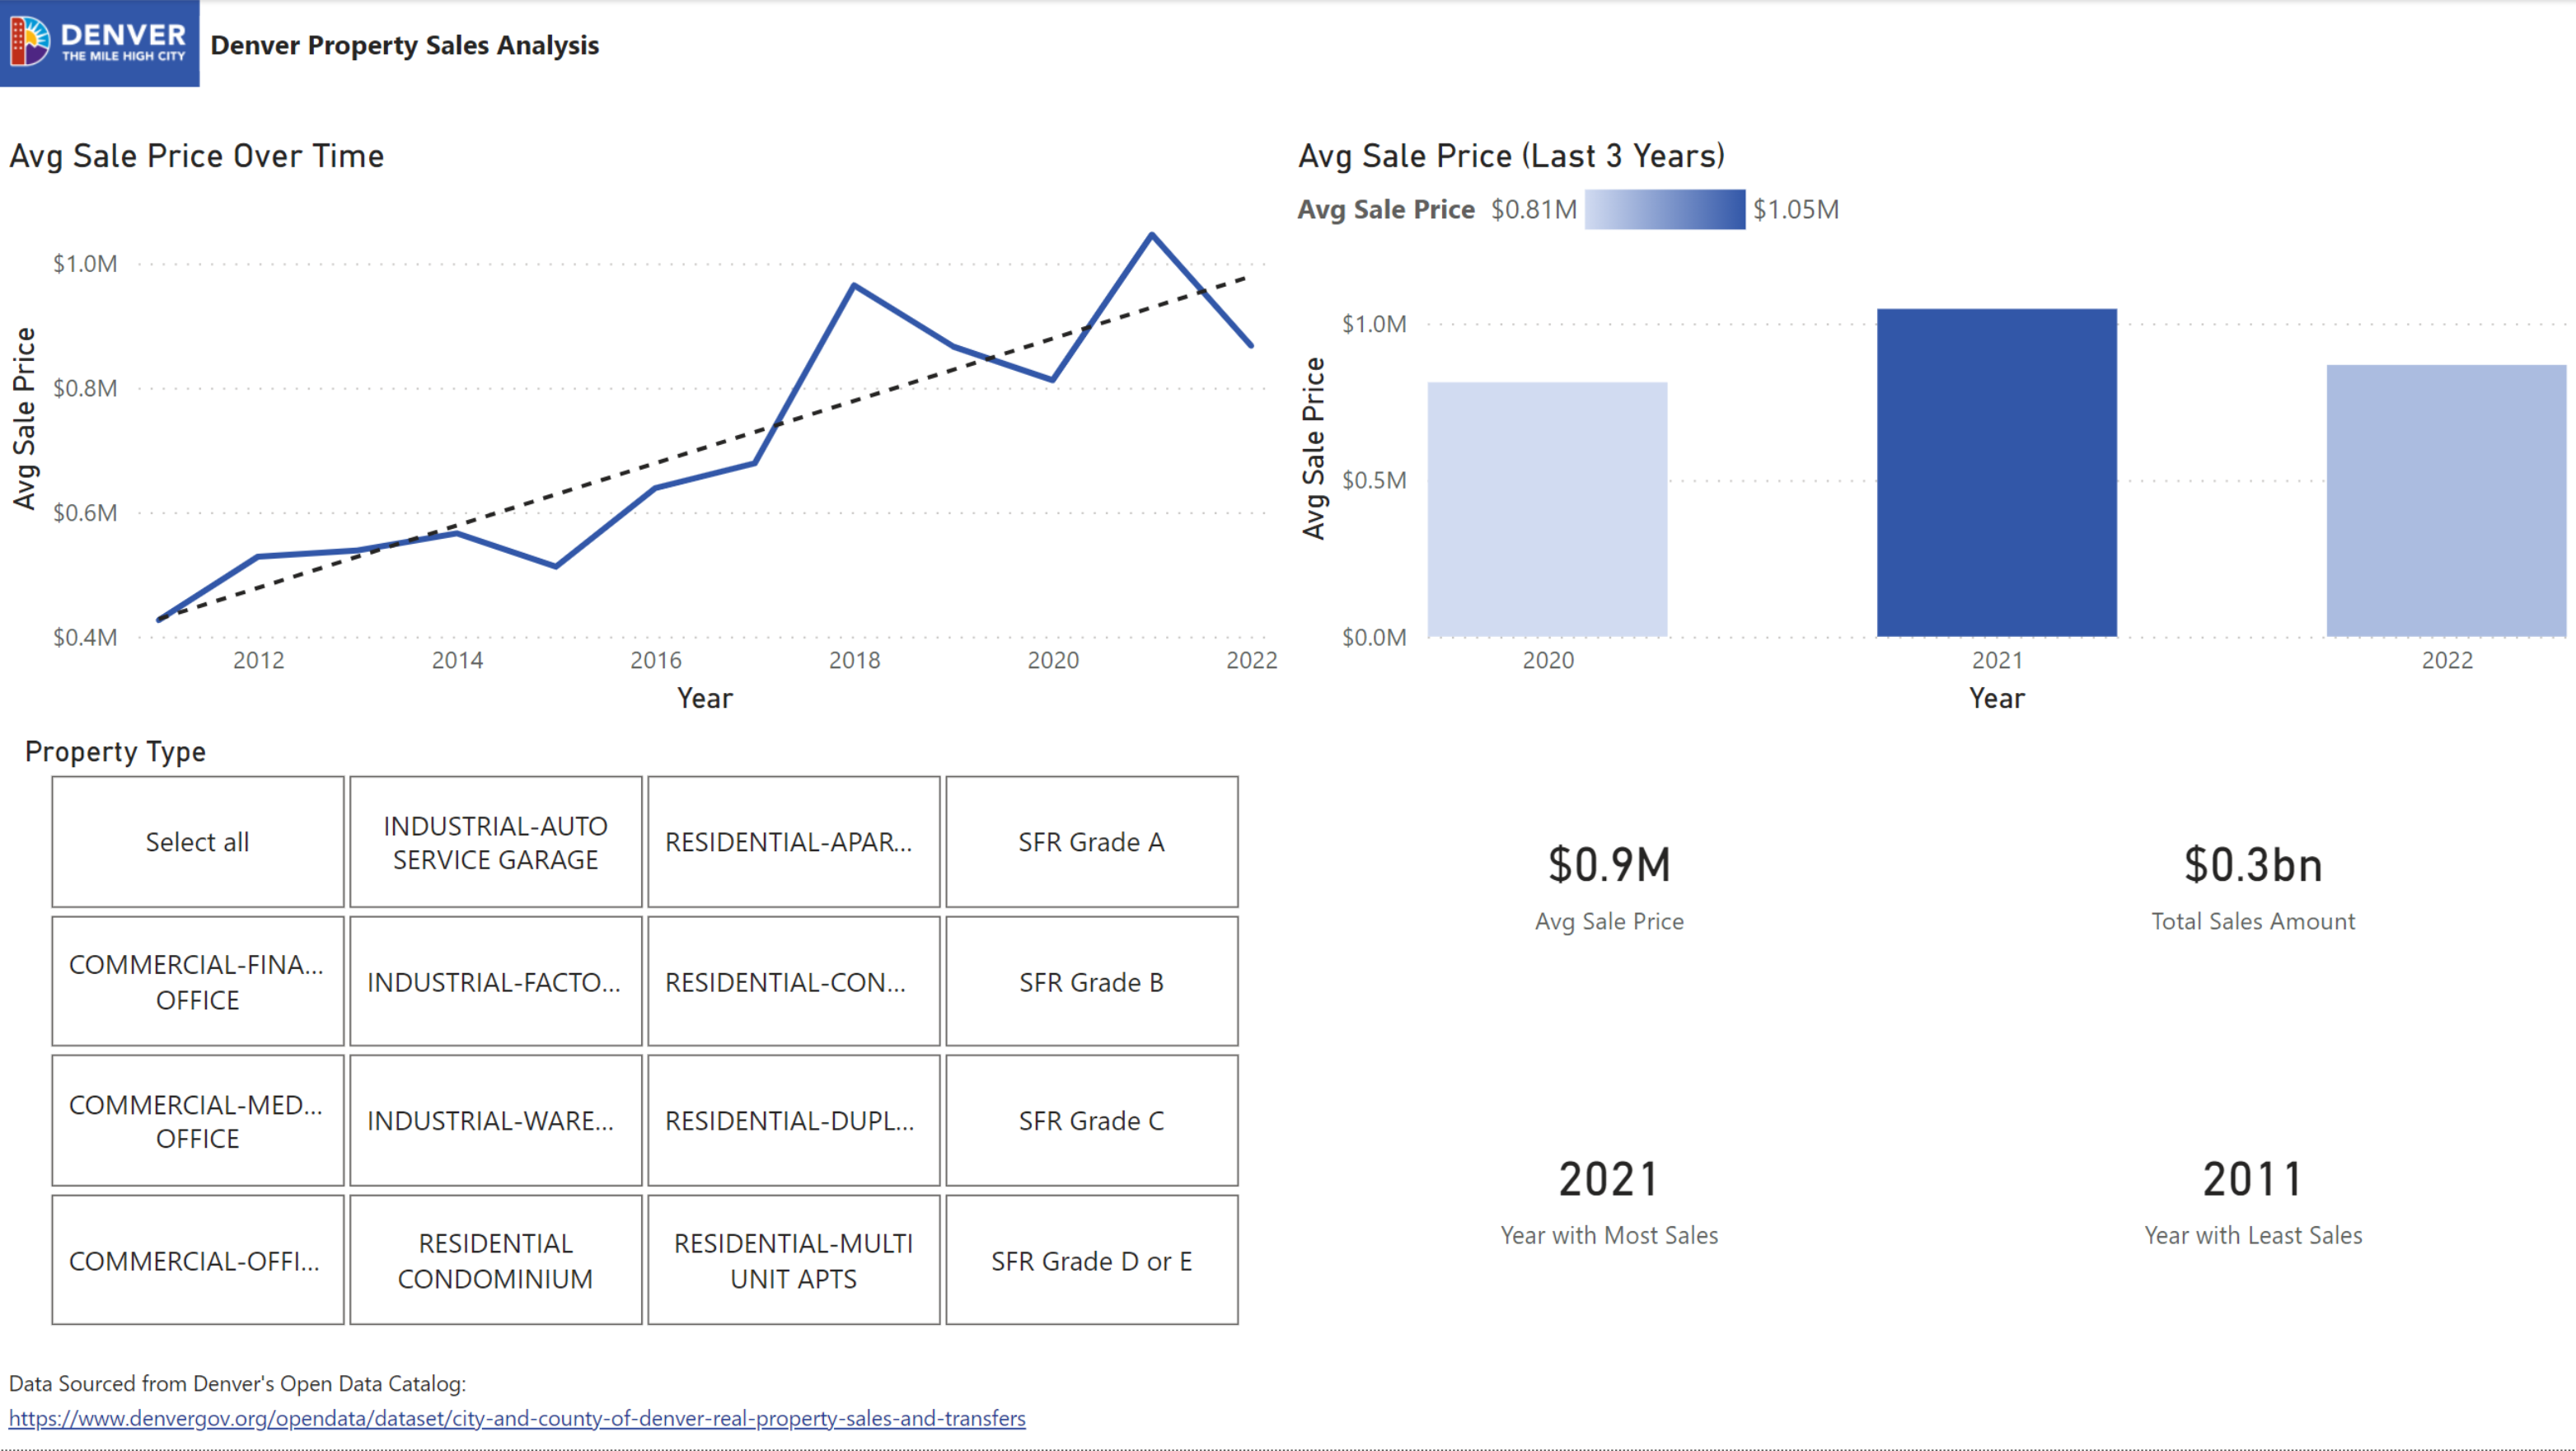 DENVER
THE MILE HIGH CITY
Denver Property Sales Analysis
Avg Sale Price Over Time
$1.0M
$0.8M
$0.6M
$0.4M
Avg Sale Price
2012 2014 2016 2018 2020 2022
Year
Avg Sale Price (Last 3 Years)
Avg Sale Price $0.81M $1.05M
$1.0M
$0.5M
$0.0M
Avg Sale Price
2020 2021 2022
Year
Property Type
Select all
INDUSTRIAL-AUTO
SERVICE GARAGE
RESIDENTIAL-APAR...
SFR Grade A
COMMERCIAL-FINA...
OFFICE
INDUSTRIAL-FACTO...
RESIDENTIAL-CON...
SFR Grade B
COMMERCIAL-MED...
OFFICE
INDUSTRIAL-WARE...
RESIDENTIAL-DUPL...
SFR Grade C
COMMERCIAL-OFFI...
RESIDENTIAL
CONDOMINIUM
RESIDENTIAL-MULTI
UNIT APTS
SFR Grade D or E
$0.9M
Avg Sale Price
$0.3bn
Total Sales Amount
2021
Year with Most Sales
2011
Year with Least Sales
Data Sourced from Denver's Open Data Catalog:
https://www.denvergov.org/opendata/dataset/city-and-county-of-denver-real-property-sales-and-transfers